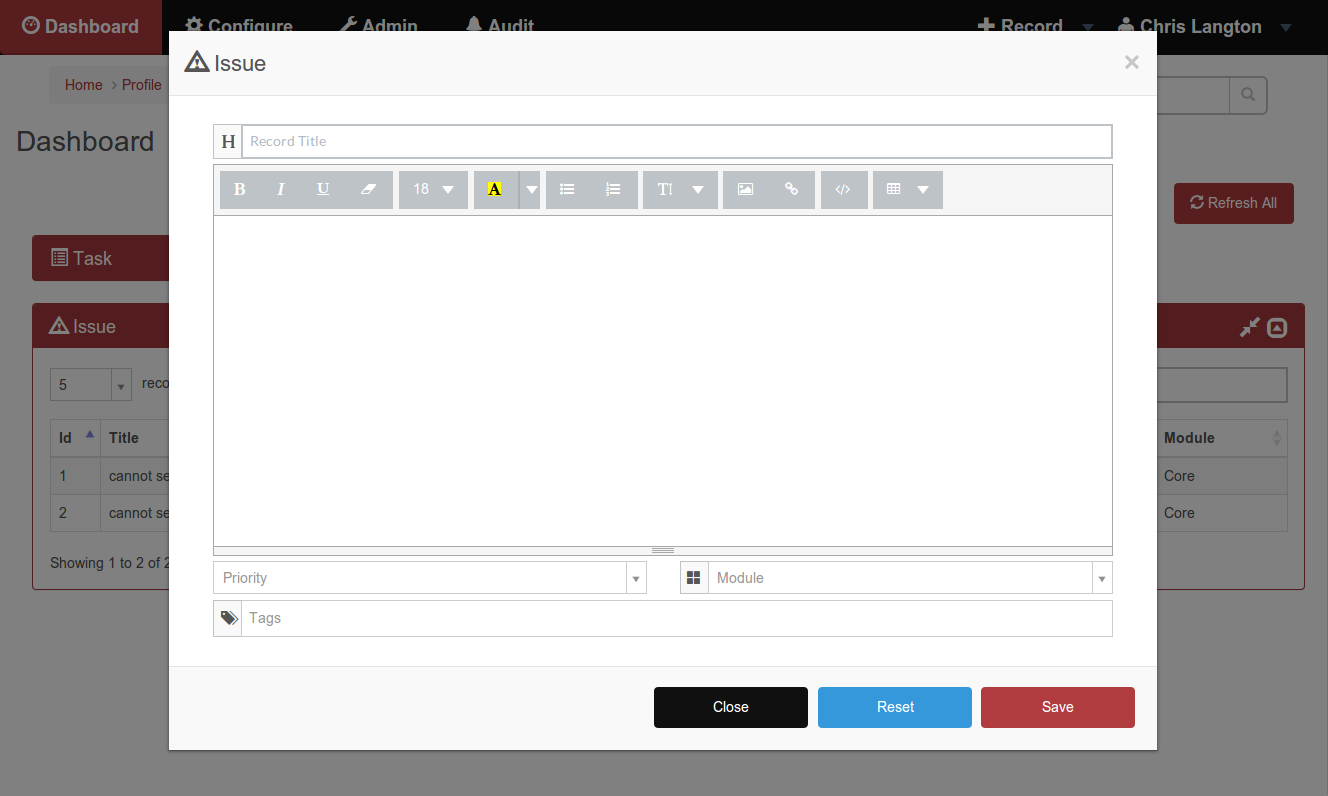 Dashboard Configure Admin Audit Record Chris Langton
Issue ×
Home › Profile
H Record Title
Dashboard
B I U 18 A T </>
Refresh All
Task
Issue
5 reco
Id Title Module
1 cannot se Core
2 cannot se Core
Showing 1 to 2 of 2
Priority Module
Tags
Close Reset Save